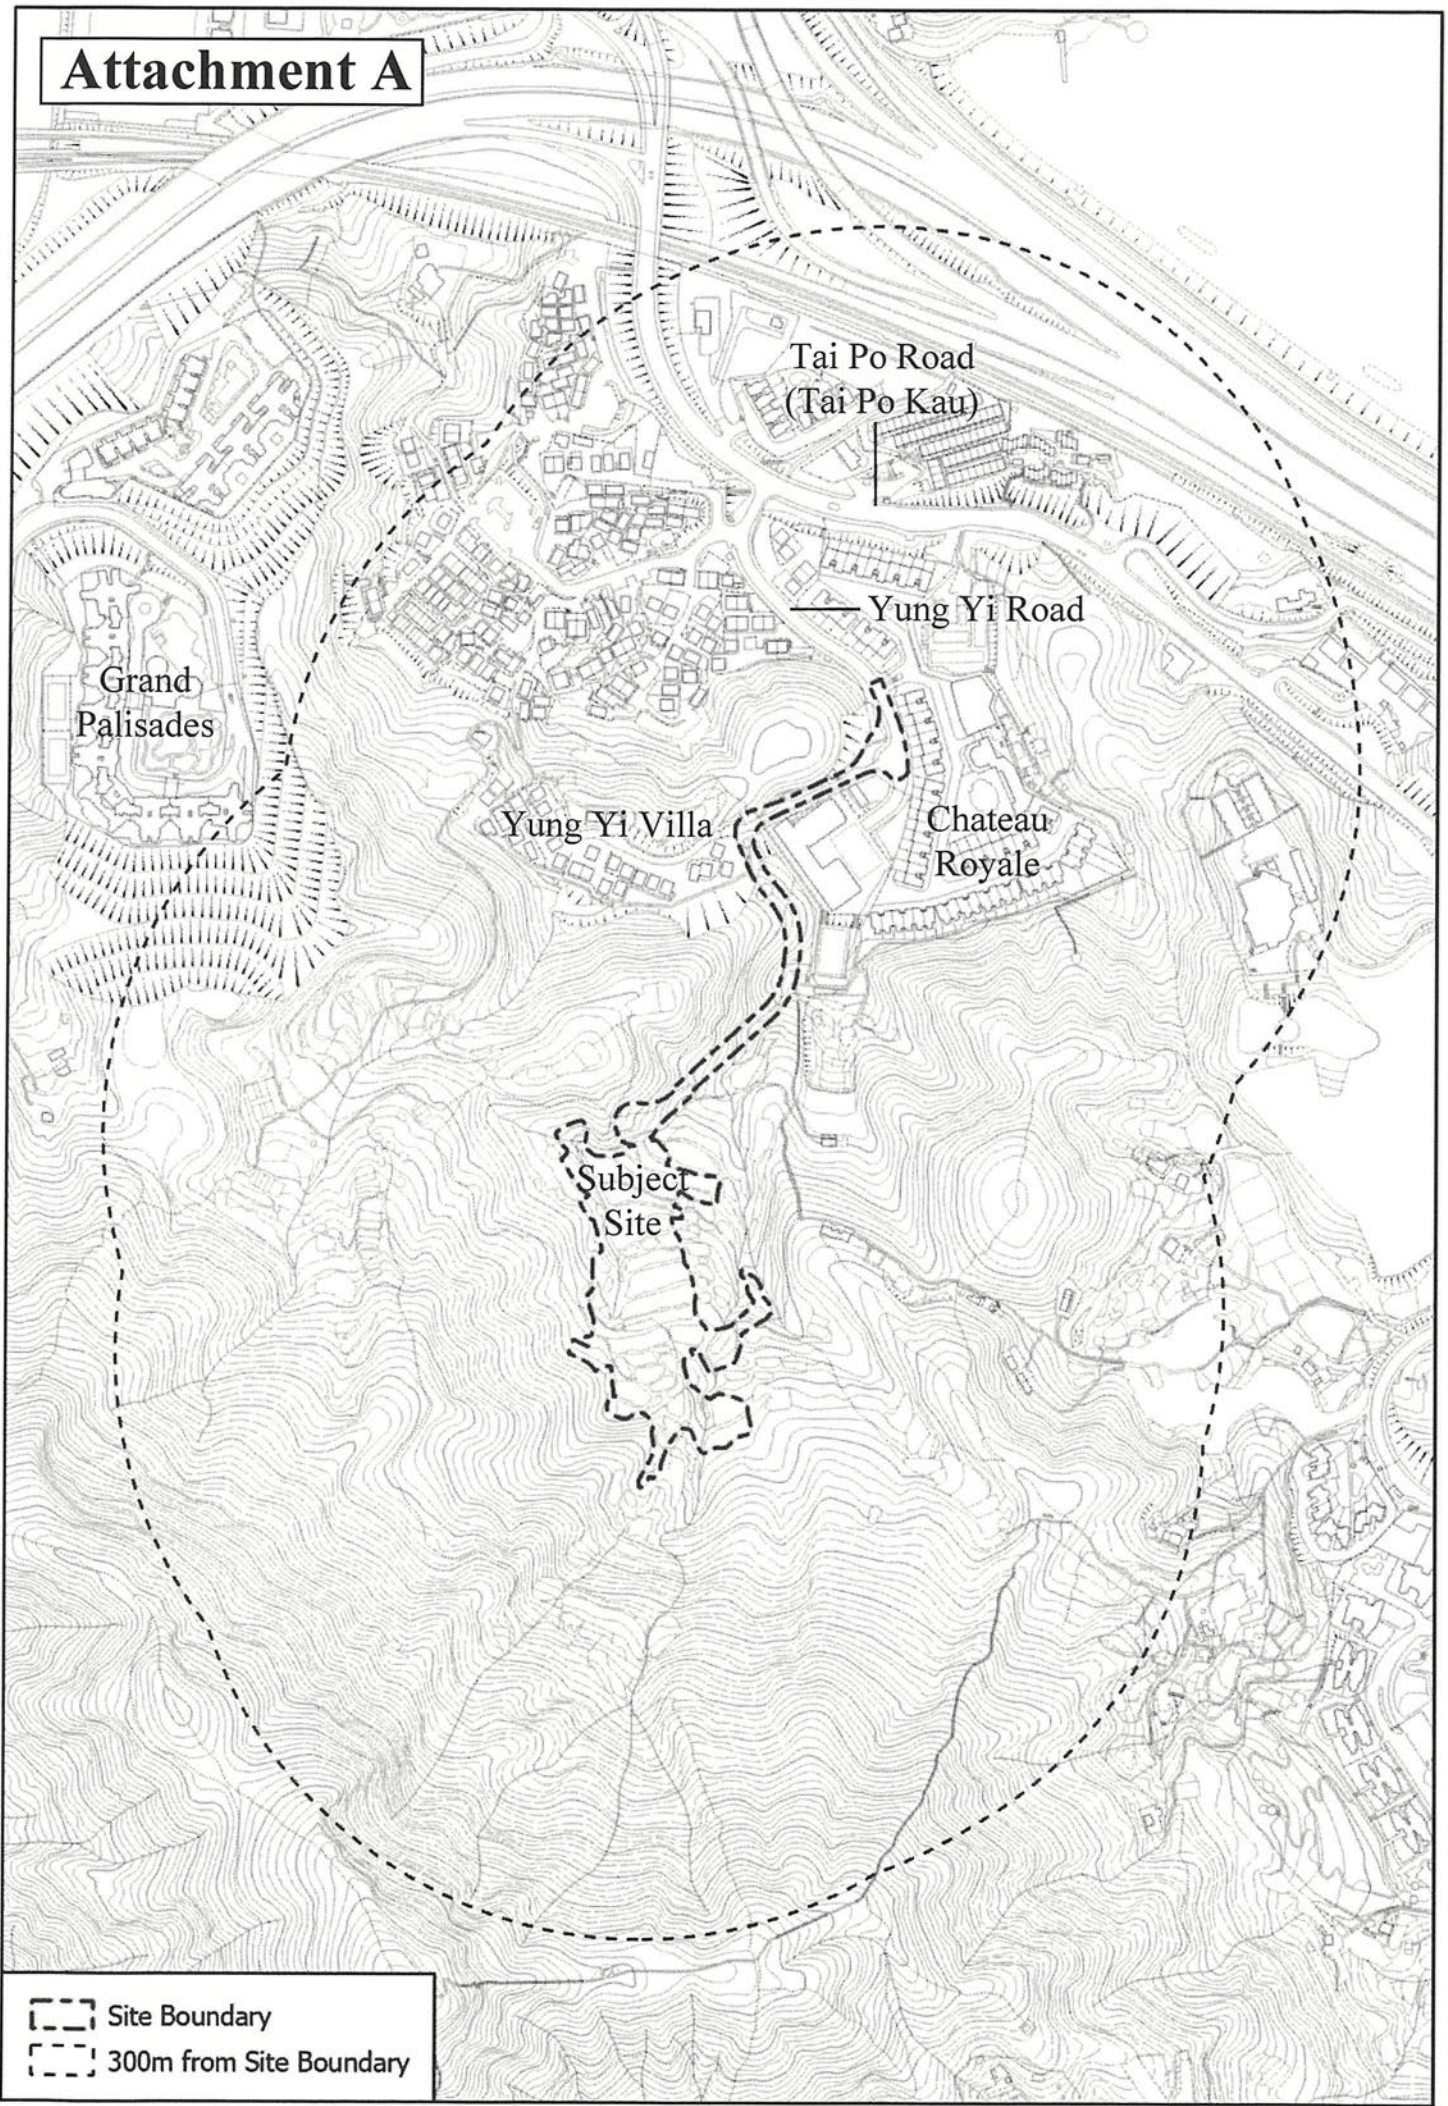 Attachment A
Tai Po Road
(Tai Po Kau)
Yung Yi Road
Grand
Palisades
Yung Yi Villa
Chateau
Royale
Subject
Site
Site Boundary
300m from Site Boundary